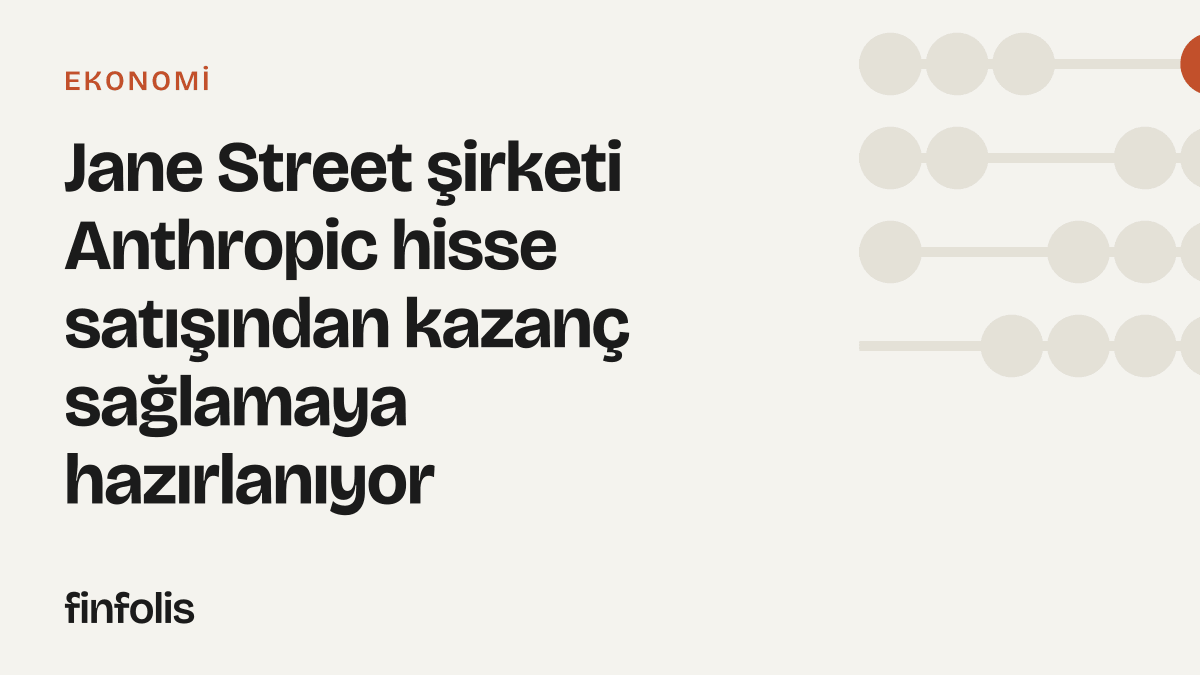 EKONOMİ
Jane Street şirketi
Anthropic hisse
satışından kazanç
sağlamaya
hazırlanıyor
finfolis